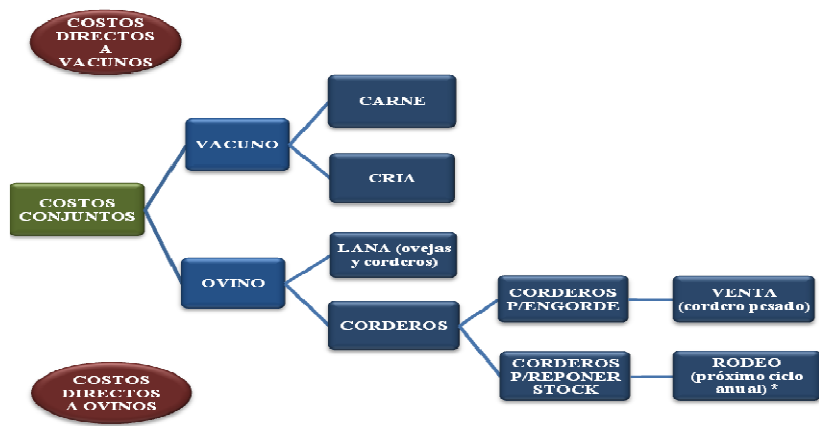 COSTOS
DIRECTOS
A
VACUNOS
CARNE
VACUNO
CRIA
COSTOS
CONJUNTOS
LANA (ovejas
y corderos)
OVINO
CORDEROS
CORDEROS
P/ENGORDE
VENTA
(cordero pesado)
CORDEROS
P/REPONER
STOCK
RODEO
(próximo ciclo
anual) *
COSTOS
DIRECTOS
A OVINOS